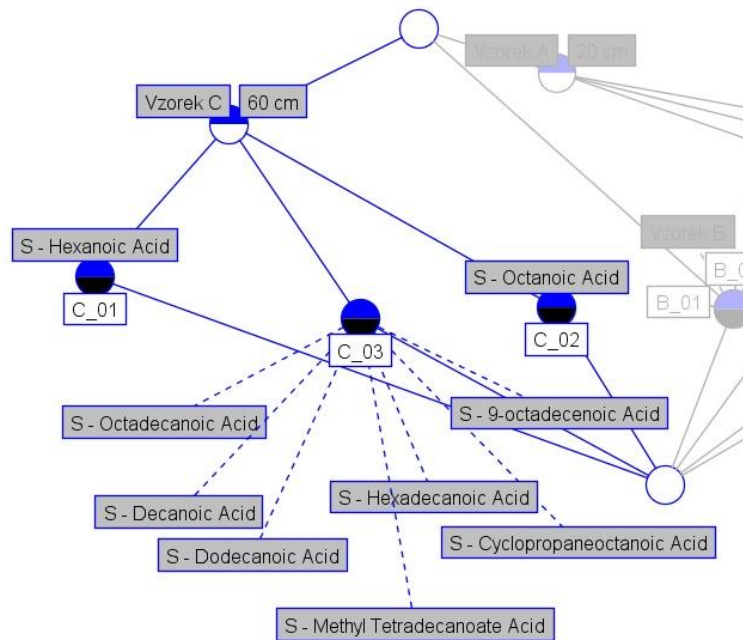 Vzorek A
20 cm
Vzorek C
60 cm
Vzorek B
S - Hexanoic Acid
S - Octanoic Acid
B_01
C_01
C_03
C_02
S - Octadecanoic Acid
S - 9-octadecenoic Acid
S - Hexadecanoic Acid
S - Decanoic Acid
S - Dodecanoic Acid
S - Cyclopropaneoctanoic Acid
S - Methyl Tetradecanoate Acid